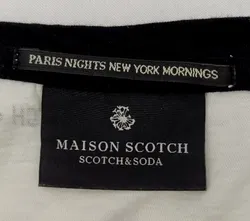 PARIS NIGHTS NEW YORK MORNINGS
MAISON SCOTCH
SCOTCH&SODA